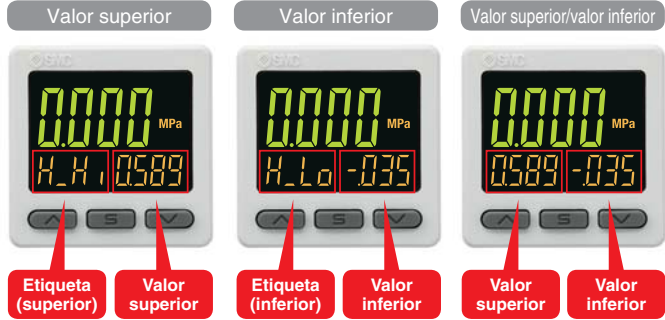 Valor superior
Valor inferior
Valor superior/valor inferior
SMC
SMC
SMC
0.000 MPa
0.000 MPa
0.000 MPa
H_Hi 0.589
H_Lo -.035
0.589 -.035
S
S
S
Etiqueta
(superior)
Valor
superior
Etiqueta
(inferior)
Valor
inferior
Valor
superior
Valor
inferior